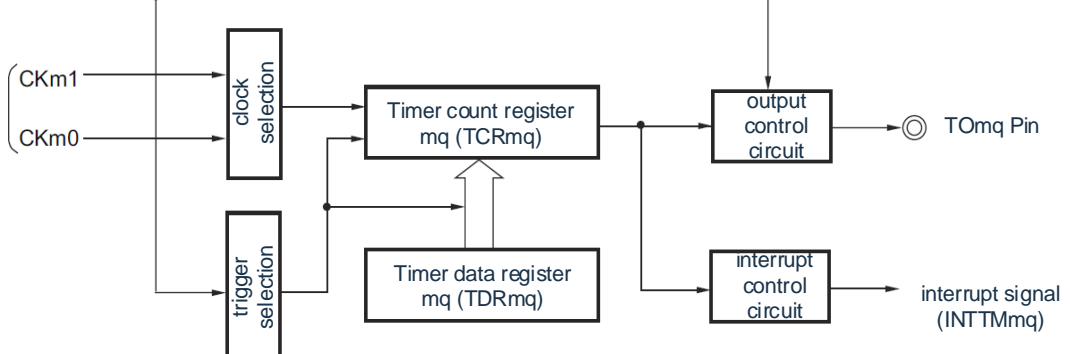 CKm1
CKm0
clock
selection
Timer count register
mq (TCRmq)
output
control
circuit
TOmq Pin
trigger
selection
Timer data register
mq (TDRmq)
interrupt
control
circuit
interrupt signal
(INTTMmq)